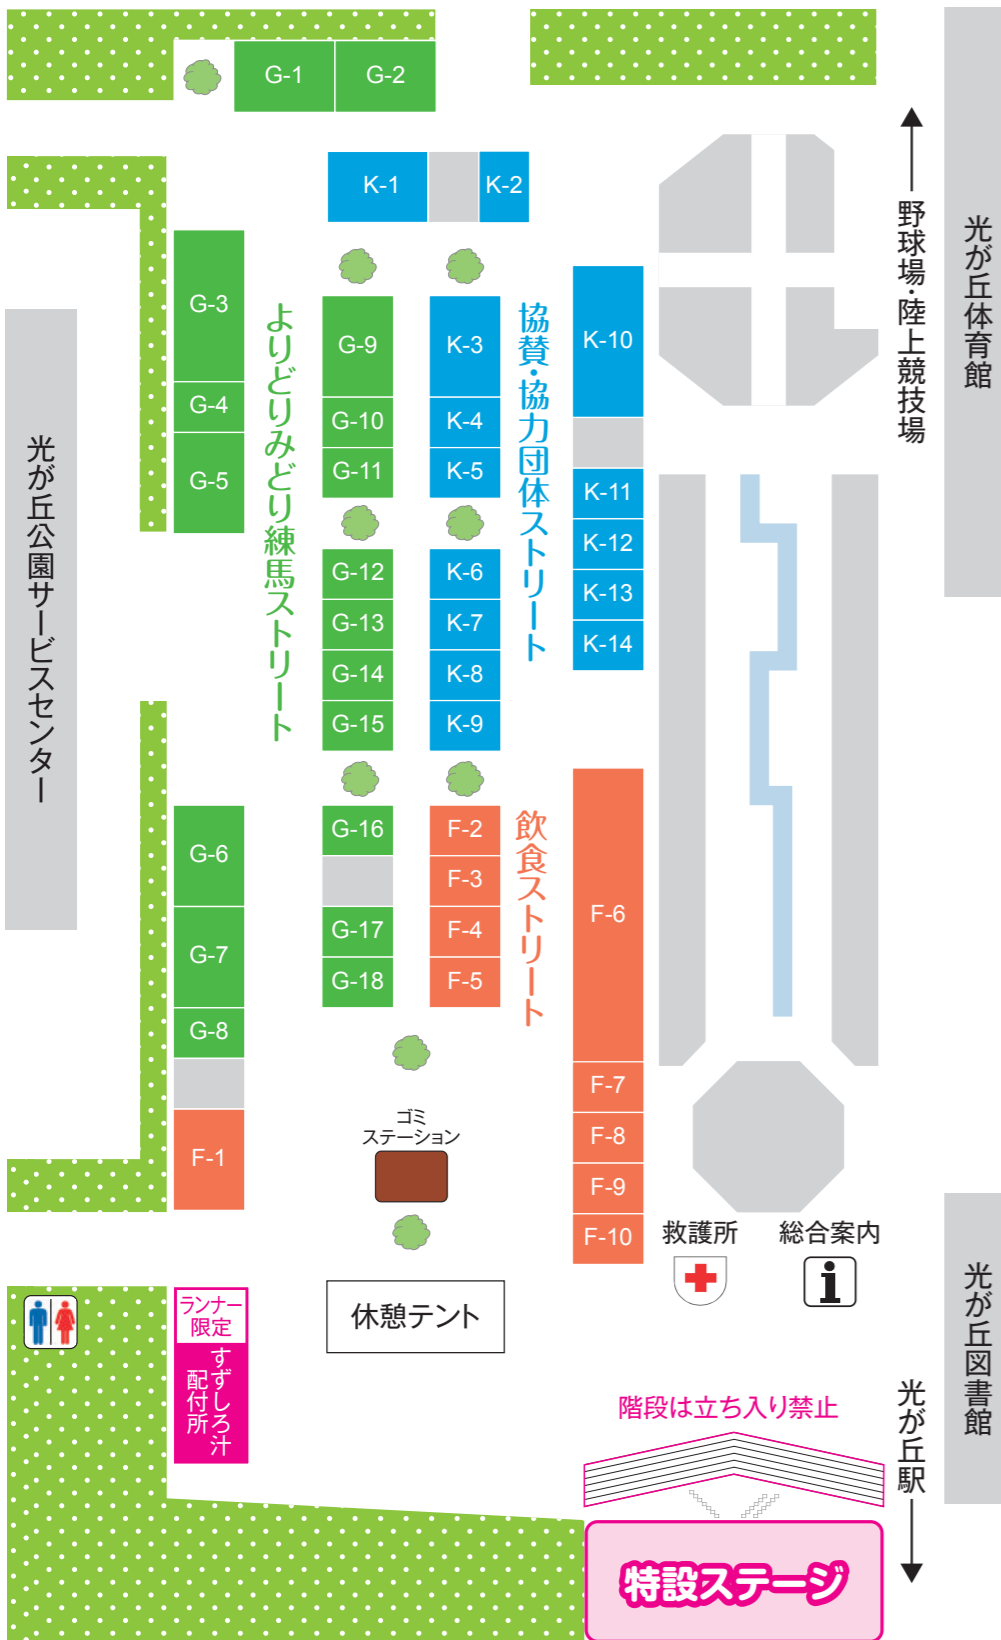 G-1
G-2
K-1
K-2
野球場・陸上競技場
光が丘体育館
G-3
G-4
G-5
よりどりみどり練馬ストリート
G-9
G-10
G-11
K-3
K-4
K-5
協賛・協力団体ストリート
K-10
K-11
K-12
K-13
K-14
G-12
G-13
G-14
G-15
K-6
K-7
K-8
K-9
光が丘公園サービスセンター
G-6
G-7
G-8
F-1
G-16
G-17
G-18
F-2
F-3
F-4
F-5
飲食ストリート
F-6
F-7
F-8
F-9
F-10
ゴミ
ステーション
救護所
総合案内
i
休憩テント
ランナー
限定
すずしろ汁
配付所
階段は立ち入り禁止
光が丘駅
光が丘図書館
特設ステージ